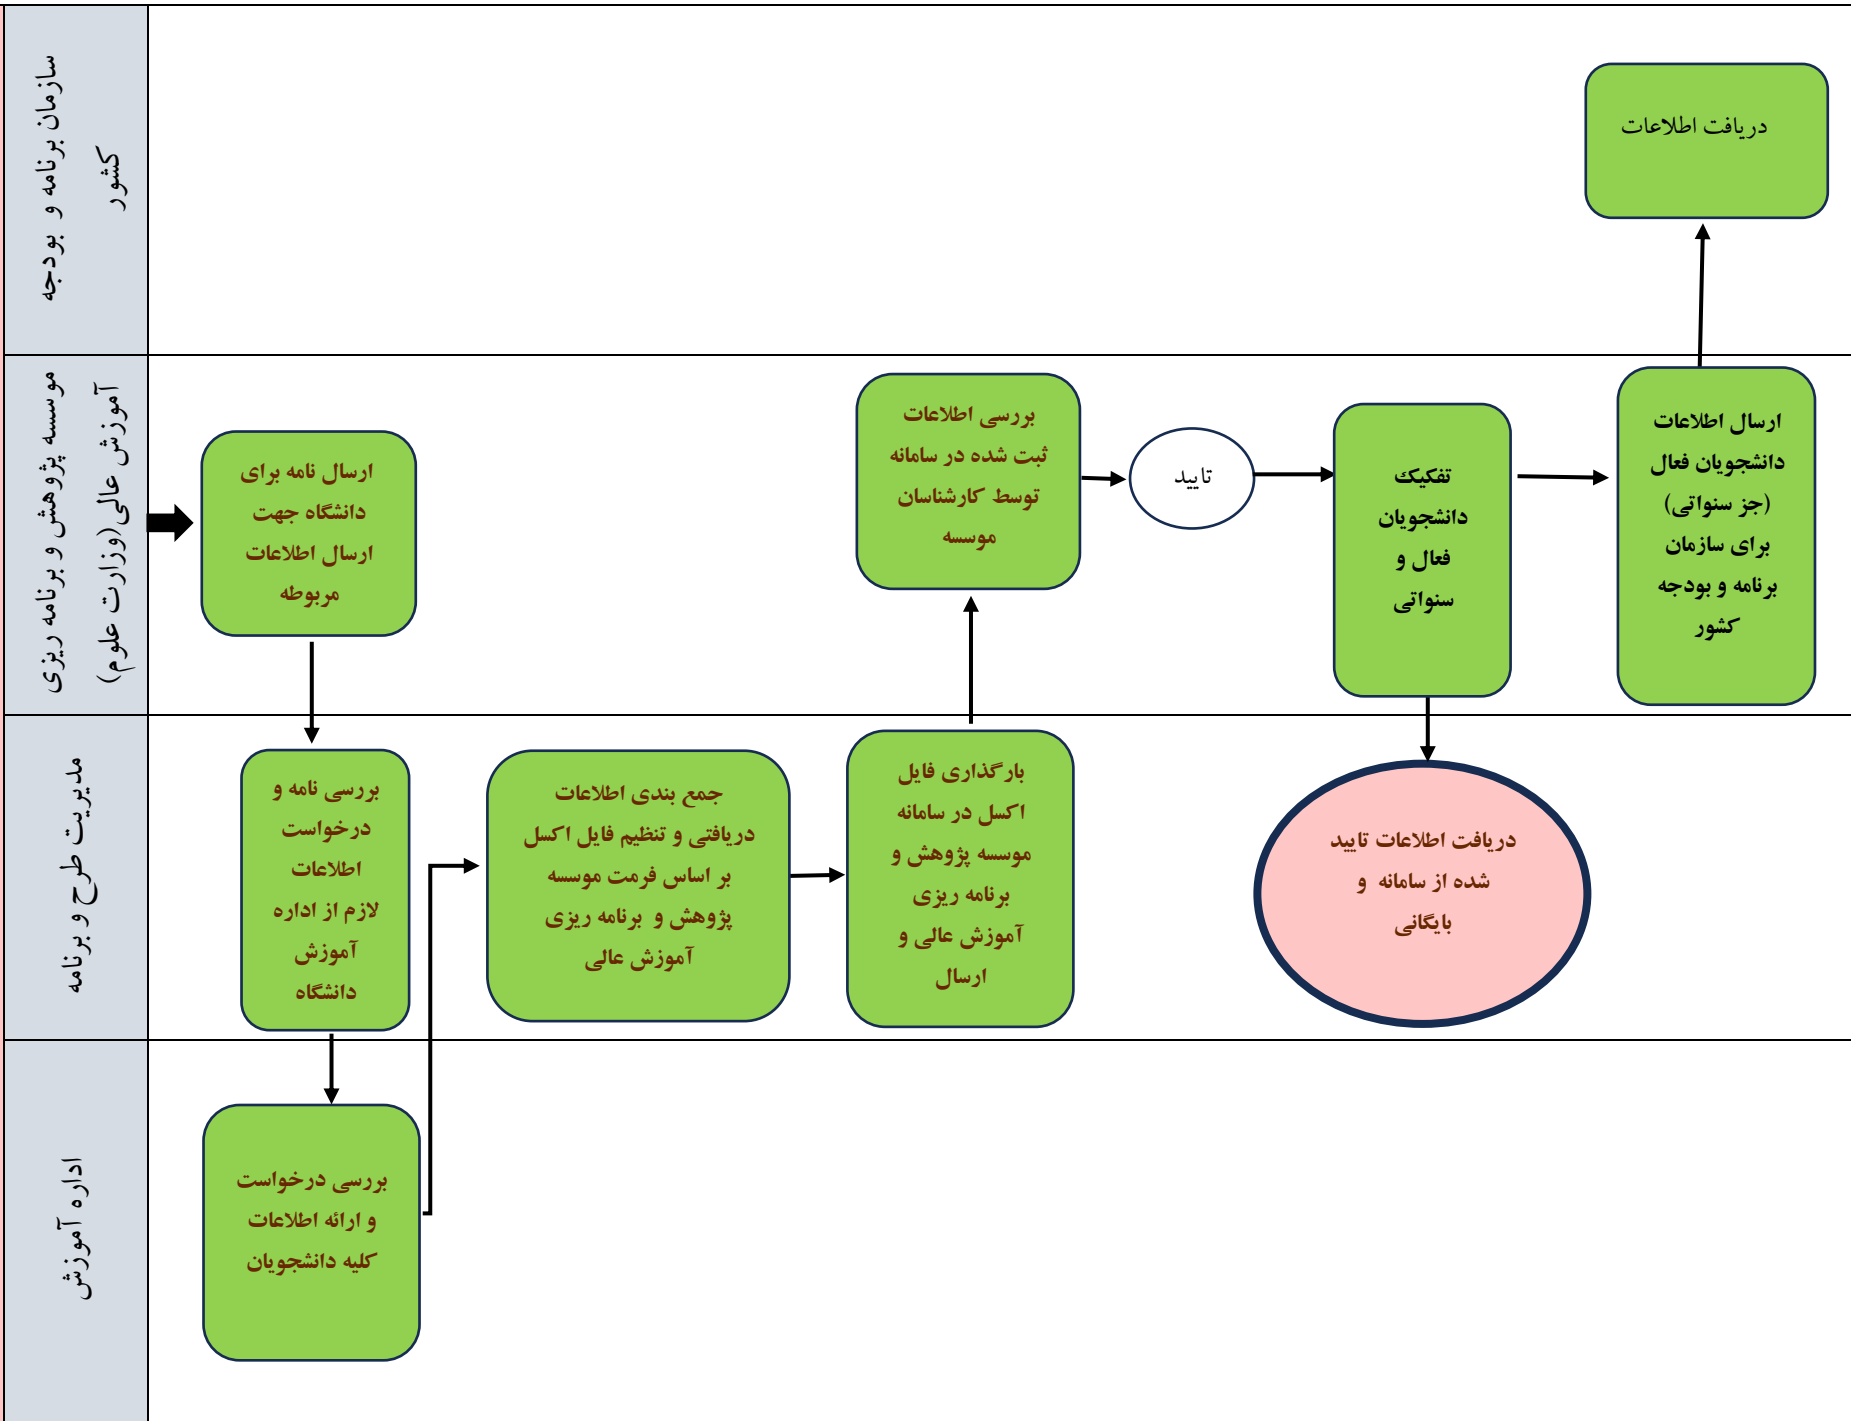 سازمان برنامه و بودجه
کشور
دریافت اطلاعات
موسسه پژوهش و برنامه ریزی
آموزش عالی(وزارت علوم)
ارسال نامه برای
دانشگاه جهت
ارسال اطلاعات
مربوطه
بررسی اطلاعات
ثبت شده در سامانه
توسط کارشناسان
موسسه
تایید
تفکیک
دانشجویان
فعال و
سنواتی
ارسال اطلاعات
دانشجویان فعال
(جز سنواتی)
برای سازمان
برنامه و بودجه
کشور
مدیریت طرح و برنامه
بررسی نامه و
درخواست
اطلاعات
لازم از اداره
آموزش
دانشگاه
جمع بندی اطلاعات
دریافتی و تنظیم فایل اکسل
بر اساس فرمت موسسه
پژوهش و برنامه ریزی
آموزش عالی
بارگذاری فایل
اکسل در سامانه
موسسه پژوهش و
برنامه ریزی
آموزش عالی و
ارسال
دریافت اطلاعات تایید
شده از سامانه و
بایگانی
اداره آموزش
بررسی درخواست
و ارائه اطلاعات
کلیه دانشجویان